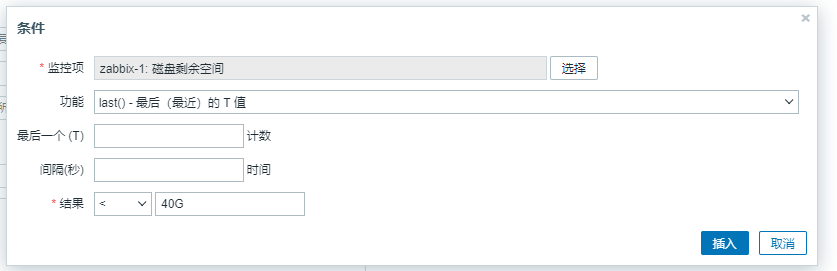 条件
* 监控项 zabbix-1: 磁盘剩余空间 选择
功能 last() - 最后（最近）的 T 值
最后一个 (T) 计数
间隔(秒) 时间
* 结果 < 40G
插入 取消